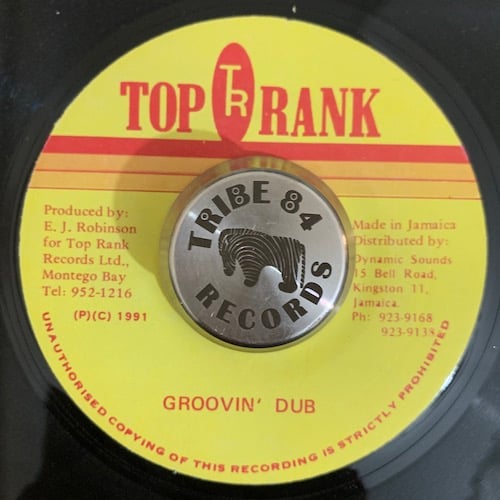 TOP TR RANK
TRIBE 84
RECORDS
Produced by:
E. J. Robinson
for Top Rank
Records Ltd.,
Montego Bay
Tel: 952-1216
(P)(C) 1991
Made in Jamaica
Distributed by:
Dynamic Sounds
15 Bell Road,
Kingston 11,
Jamaica.
Ph: 923-9168
923-9138
GROOVIN' DUB
UNAUTHORISED COPYING OF THIS RECORDING IS STRICTLY PROHIBITED